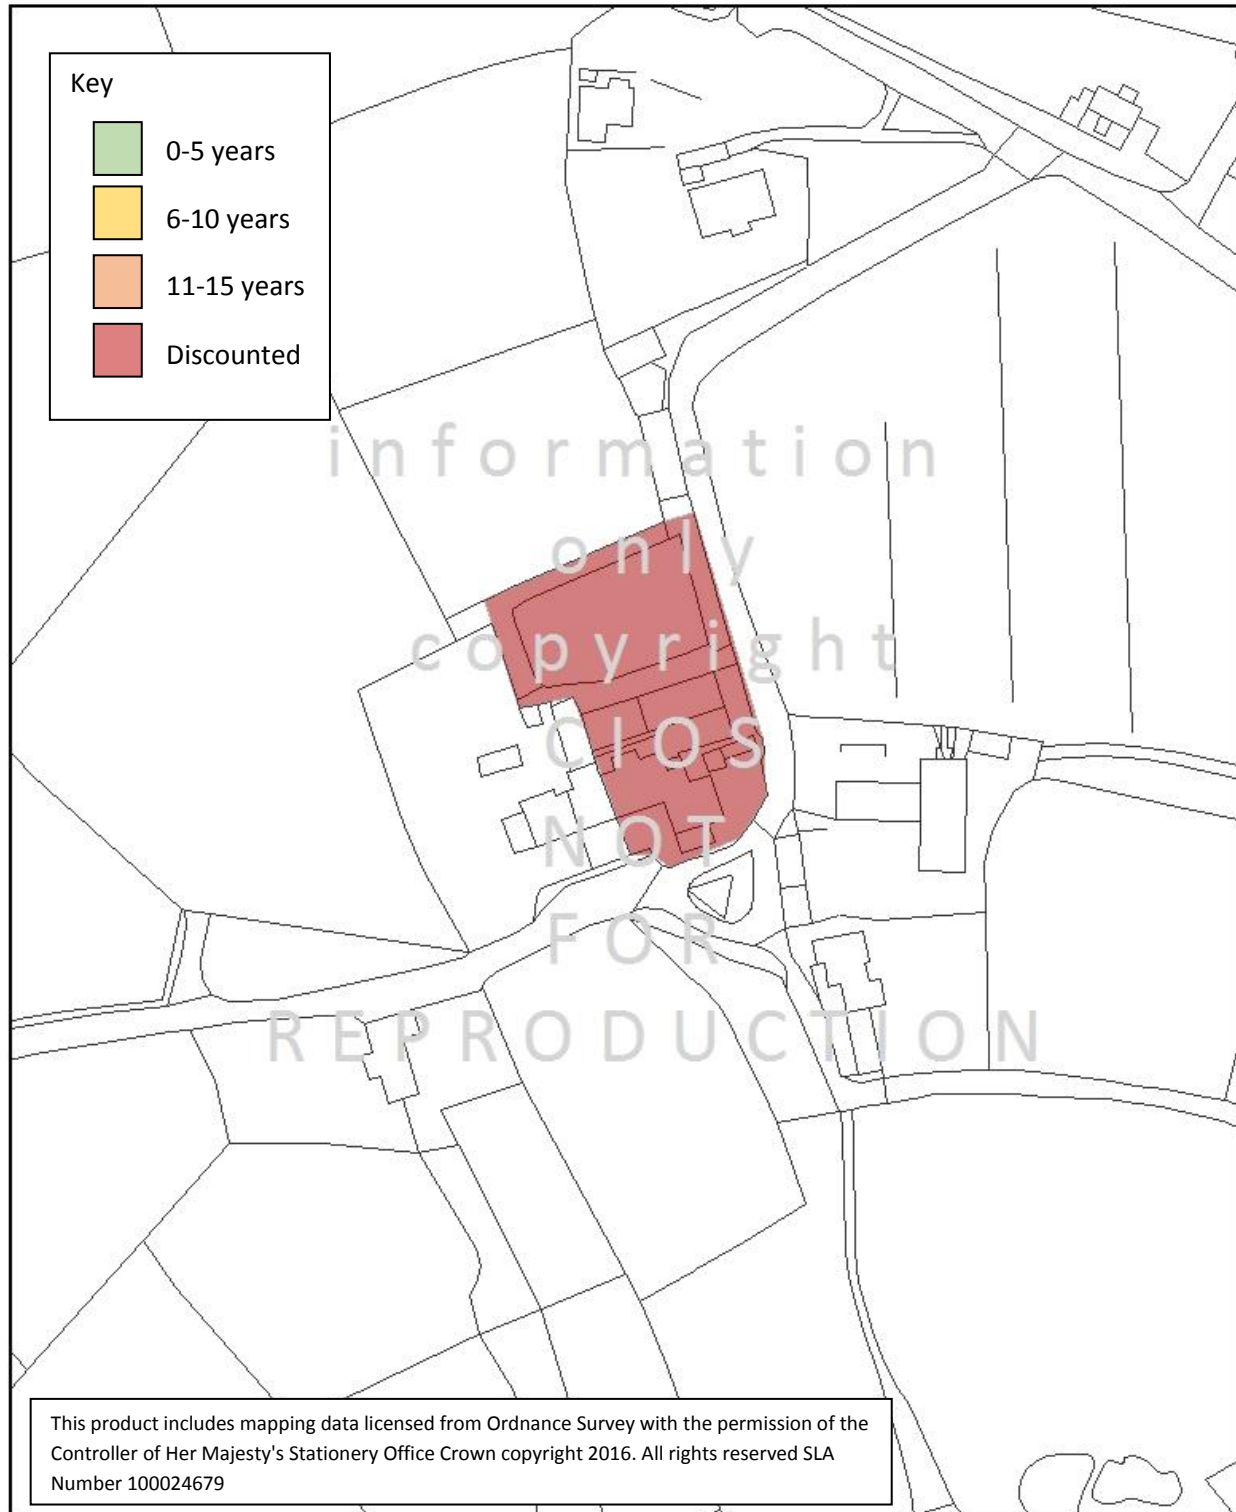 Key
0-5 years
6-10 years
11-15 years
Discounted
information
only
copyright
CIOS
NOT
FOR
REPRODUCTION
This product includes mapping data licensed from Ordnance Survey with the permission of the
Controller of Her Majesty's Stationery Office Crown copyright 2016. All rights reserved SLA
Number 100024679